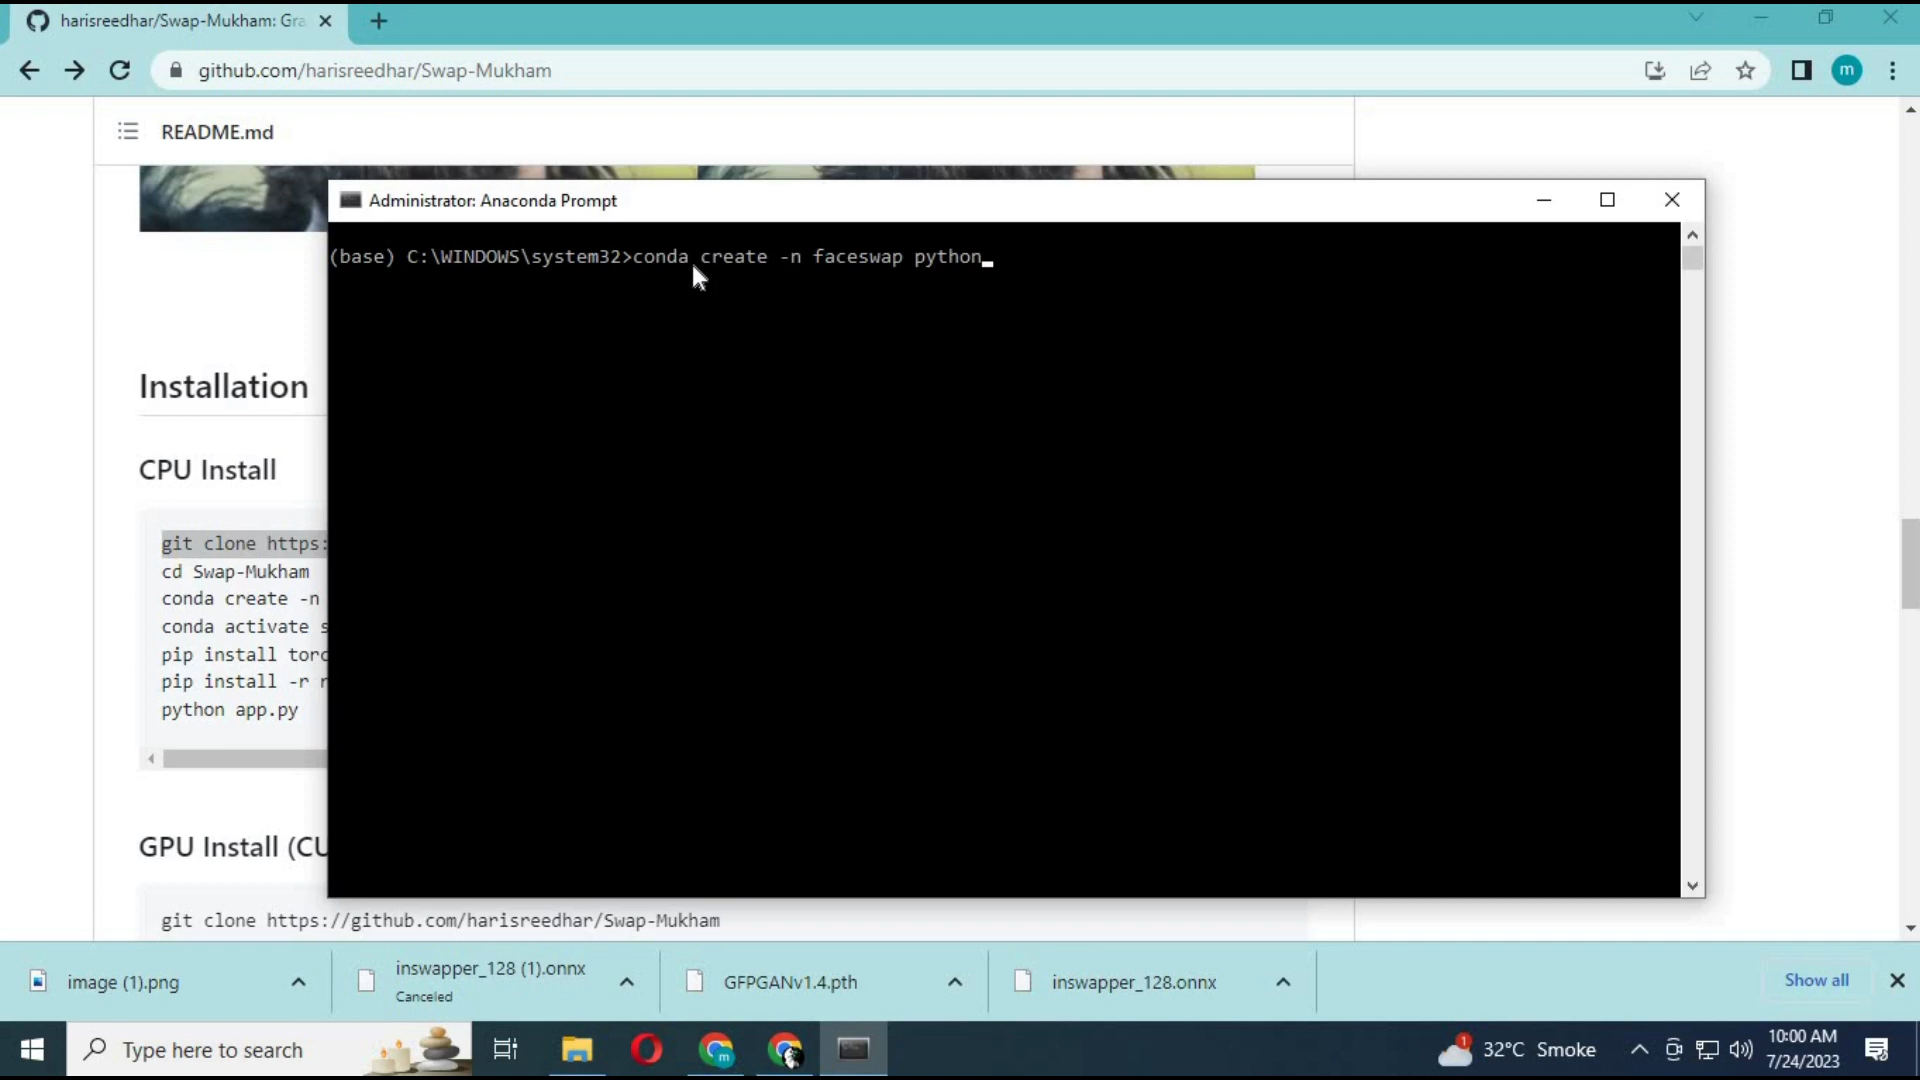 harisreedhar/Swap-Mukham: Gra
github.com/harisreedhar/Swap-Mukham
m
README.md
Administrator: Anaconda Prompt
(base) C:\WINDOWS\system32>conda create -n faceswap python
Installation
CPU Install
git clone https:
cd Swap-Mukham
conda create -n
conda activate s
pip install torc
pip install -r r
python app.py
GPU Install (CU
git clone https://github.com/harisreedhar/Swap-Mukham
image (1).png
inswapper_128 (1).onnx
Canceled
GFPGANv1.4.pth
inswapper_128.onnx
Show all
Type here to search
m
1
32°C Smoke
10:00 AM
7/24/2023